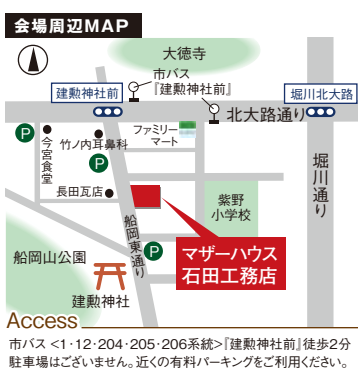 会場周辺MAP
大徳寺
市バス
『建勲神社前』
建勲神社前
堀川北大路
北大路通り
P
今宮食堂
竹ノ内耳鼻科
ファミリー
マート
P
堀川通り
長田瓦店
紫野
小学校
船岡東通り
P
マザーハウス
石田工務店
船岡山公園
建勲神社
Access
市バス <1・12・204・205・206系統>『建勲神社前』徒歩2分
駐車場はございません。近くの有料パーキングをご利用ください。